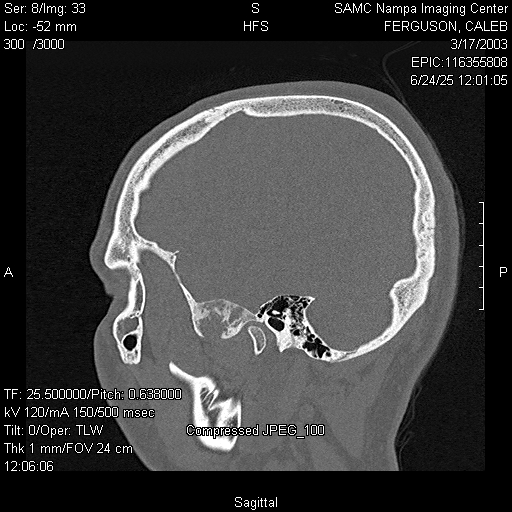 Ser: 8/Img: 33
Loc: -52 mm
300 /3000
S
HFS
SAMC Nampa Imaging Center
FERGUSON, CALEB
3/17/2003
EPIC:116355808
6/24/25 12:01:05
A
P
TF: 25.500000/Pitch: 0.638000
kV 120/mA 150/500 msec
Tilt: 0/Oper: TLW
Thk 1 mm/FOV 24 cm
12:06:06
Compressed JPEG_100
Sagittal